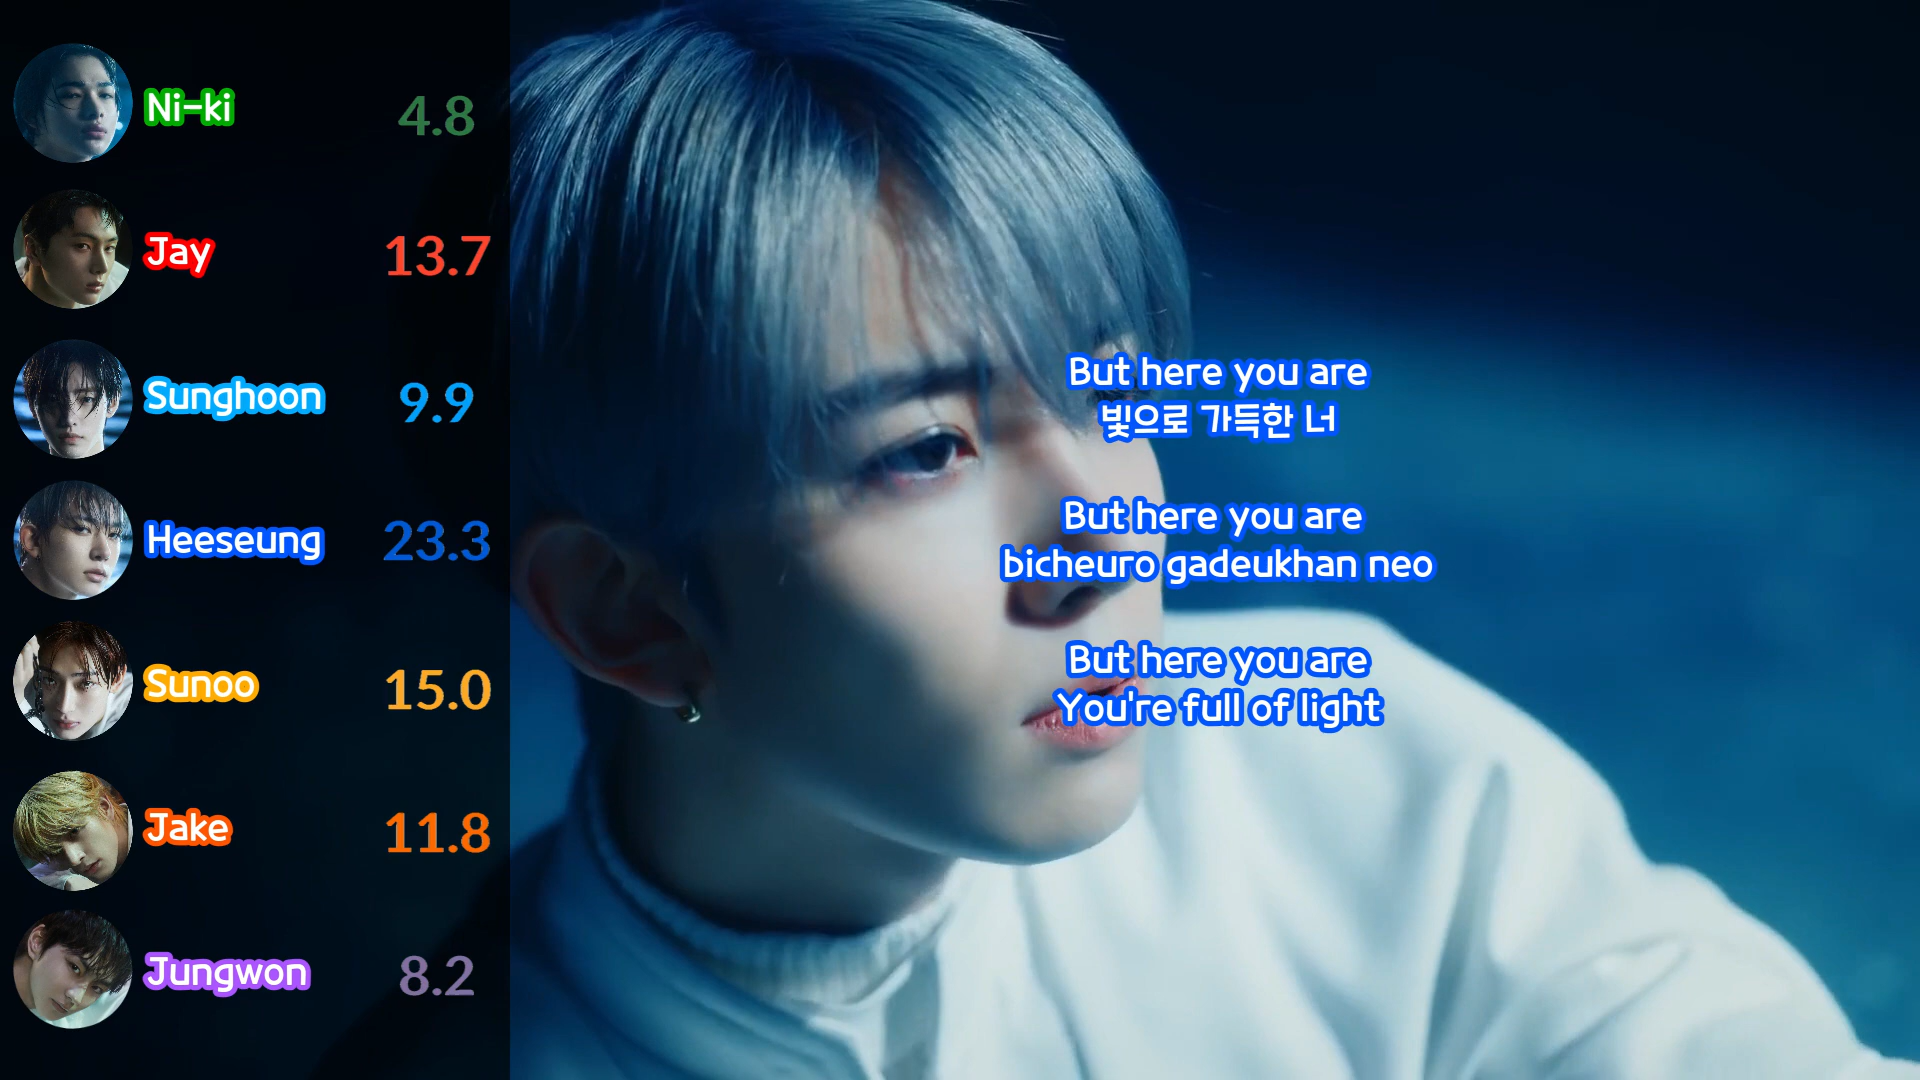 Ni-ki 4.8
Jay 13.7
Sunghoon 9.9
Heeseung 23.3
Sunoo 15.0
Jake 11.8
Jungwon 8.2
But here you are
빛으로 가득한 너
But here you are
bicheuro gadeukhan neo
But here you are
You're full of light